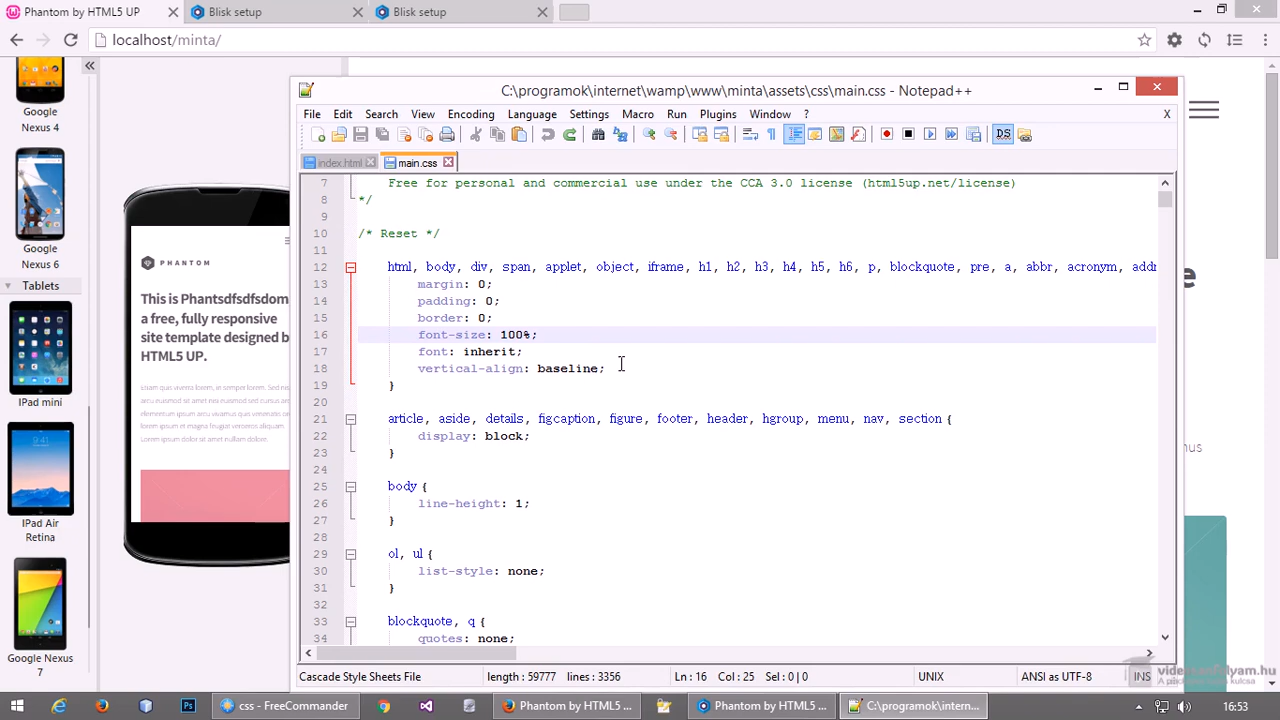 Phantom by HTML5 UP
Blisk setup
Blisk setup
localhost/minta/
Google
Nexus 4
Google
Nexus 6
Tablets
IPad mini
IPad Air
Retina
Google Nexus
7
PHANTOM
This is Phantsdfsdfsdom
a free, fully responsive
site template designed b
HTML5 UP.
Etiam quis viverra lorem, in semper lorem. Sed nis
C:\programok\internet\wamp\www\minta\assets\css\main.css - Notepad++
File Edit Search View Encoding Language Settings Macro Run Plugins Window ? X
index.html
main.css
7 Free for personal and commercial use under the CCA 3.0 license (html5up.net/license)
8 */
9
10 /* Reset */
11
12 html, body, div, span, applet, object, iframe, h1, h2, h3, h4, h5, h6, p, blockquote, pre, a, abbr, acronym, addr
13 margin: 0;
14 padding: 0;
15 border: 0;
16 font-size: 100%;
17 font: inherit;
18 vertical-align: baseline;
19 }
20
21 article, aside, details, figcaption, figure, footer, header, hgroup, menu, nav, section {
22 display: block;
23 }
24
25 body {
26 line-height: 1;
27 }
28
29 ol, ul {
30 list-style: none;
31 }
32
33 blockquote, q {
34 quotes: none;
e
mus
Cascade Style Sheets File length : 59777 lines : 3356 Ln : 16 Col : 25 Sel : 0 | 0 UNIX ANSI as UTF-8 INS
css - FreeCommander
Phantom by HTML5 ...
Phantom by HTML5 ...
C:\programok\intern...
16:53